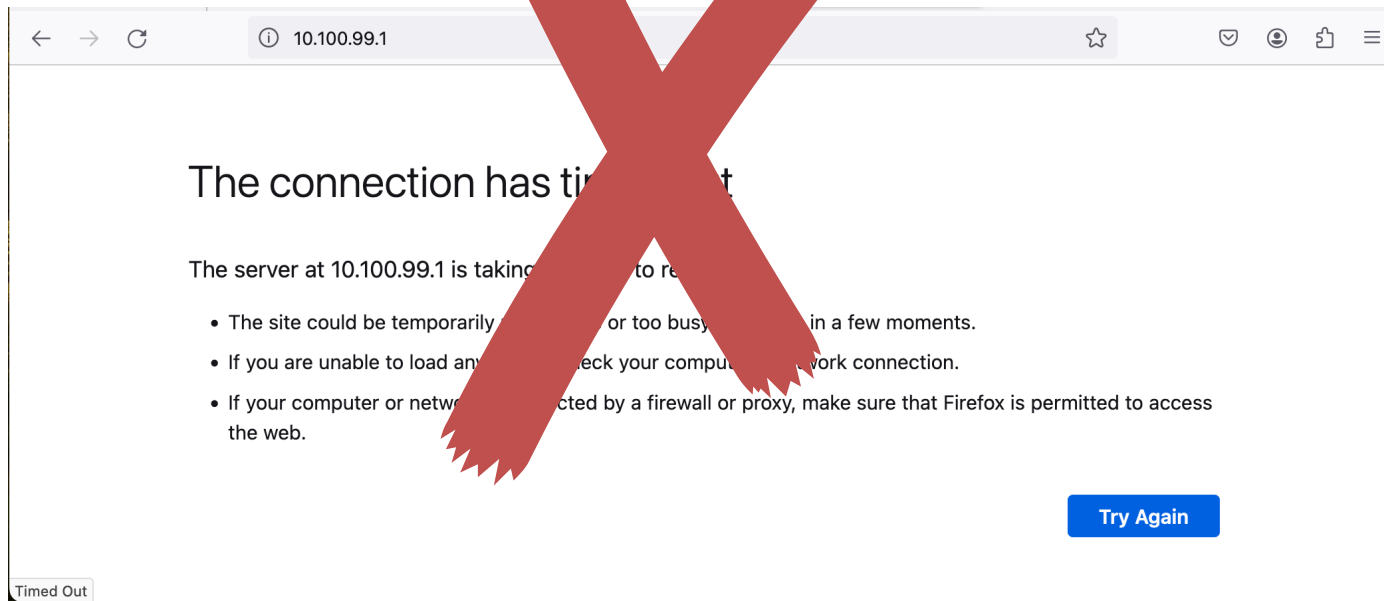 10.100.99.1
The connection has t
The server at 10.100.99.1 is taking to re
The site could be temporarily or too busy in a few moments.
If you are unable to load an eck your compu work connection.
If your computer or netw cted by a firewall or proxy, make sure that Firefox is permitted to access
the web.
Try Again
Timed Out